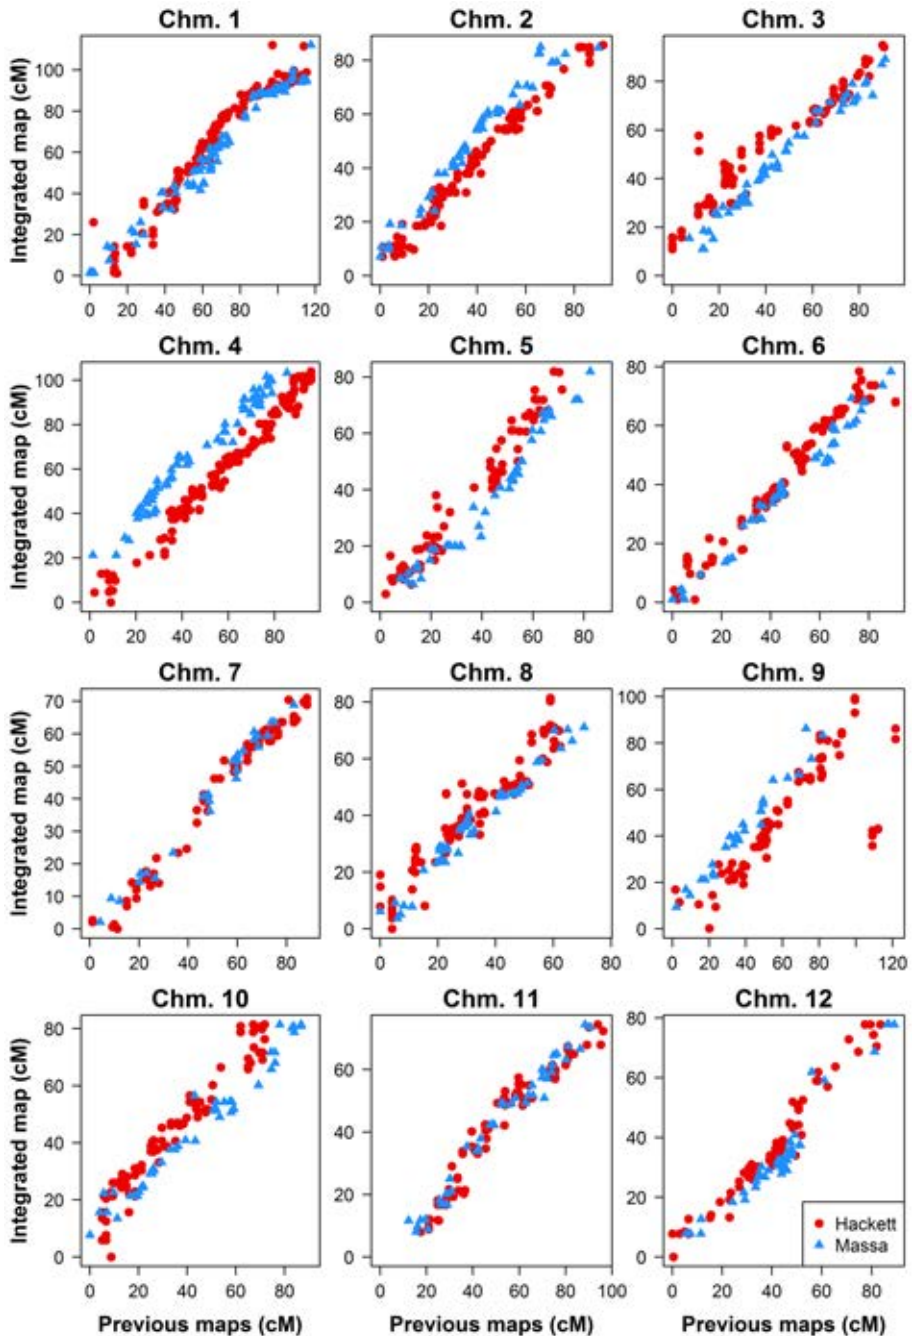 Chm. 1 Chm. 2 Chm. 3
Integrated map (cM)
100 80 60 40 20 0
80 60 40 20 0
80 60 40 20 0
0 20 40 60 80 120
0 20 40 60 80 100
0 20 40 60 80
Chm. 4 Chm. 5 Chm. 6
Integrated map (cM)
100 80 60 40 20 0
80 60 40 20 0
80 60 40 20 0
0 20 40 60 80
0 20 40 60 80
0 20 40 60 80
Chm. 7 Chm. 8 Chm. 9
Integrated map (cM)
70 60 50 40 30 20 10 0
80 60 40 20 0
100 80 60 40 20 0
0 20 40 60 80
0 20 40 60 80
0 20 40 60 80 120
Chm. 10 Chm. 11 Chm. 12
Integrated map (cM)
80 60 40 20 0
60 40 20 0
80 60 40 20 0
Hackett
Massa
0 20 40 60 80
0 20 40 60 80 100
0 20 40 60 80
Previous maps (cM) Previous maps (cM) Previous maps (cM)